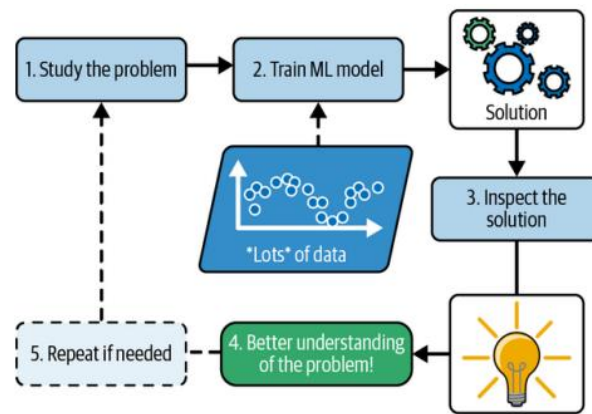 1. Study the problem
2. Train ML model
Solution
*Lots* of data
3. Inspect the
solution
4. Better understanding
of the problem!
5. Repeat if needed